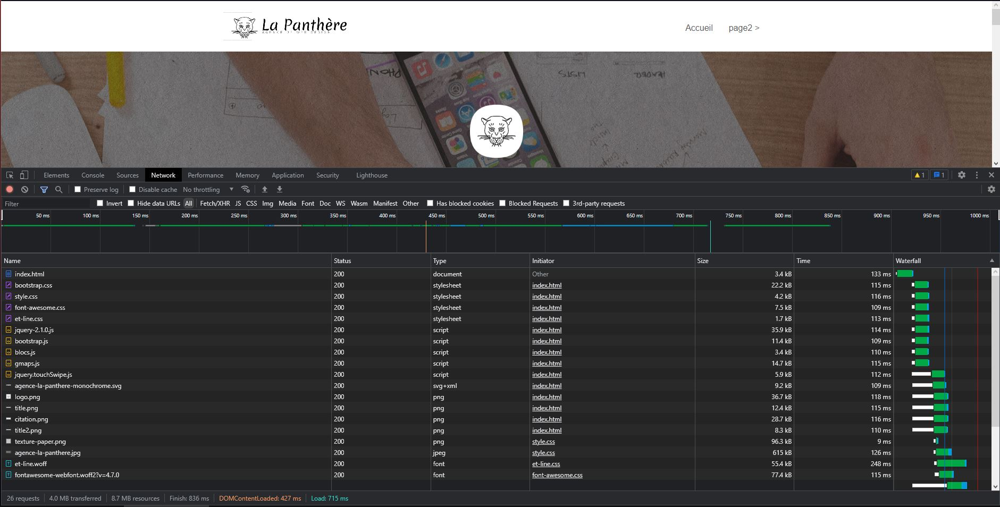 La Panthère
AGENCE DE WEB DESIGN
Accueil page2 >
PHON
LISTS
HEADER
Elements Console Sources Network Performance Memory Application Security Lighthouse 1 1
Preserve log Disable cache No throttling
Filter Invert Hide data URLs All Fetch/XHR JS CSS Img Media Font Doc WS Wasm Manifest Other Has blocked cookies Blocked Requests 3rd-party requests
50 ms 100 ms 150 ms 200 ms 250 ms 300 ms 350 ms 400 ms 450 ms 500 ms 550 ms 600 ms 650 ms 700 ms 750 ms 800 ms 850 ms 900 ms 950 ms 1000 ms
Name Status Type Initiator Size Time Waterfall
index.html 200 document Other 3.4 kB 133 ms
bootstrap.css 200 stylesheet index.html 22.2 kB 115 ms
style.css 200 stylesheet index.html 4.2 kB 116 ms
font-awesome.css 200 stylesheet index.html 7.5 kB 109 ms
et-line.css 200 stylesheet index.html 1.7 kB 113 ms
jquery-2.1.0.js 200 script index.html 35.9 kB 114 ms
bootstrap.js 200 script index.html 11.4 kB 109 ms
blocs.js 200 script index.html 3.4 kB 110 ms
gmaps.js 200 script index.html 14.7 kB 115 ms
jquery.touchSwipe.js 200 script index.html 5.9 kB 112 ms
agence-la-panthere-monochrome.svg 200 svg+xml index.html 9.2 kB 109 ms
logo.png 200 png index.html 36.7 kB 118 ms
title.png 200 png index.html 12.4 kB 115 ms
citation.png 200 png index.html 28.7 kB 116 ms
title2.png 200 png index.html 8.3 kB 110 ms
texture-paper.png 200 png style.css 96.3 kB 9 ms
agence-la-panthere.jpg 200 jpeg style.css 615 kB 126 ms
et-line.woff 200 font et-line.css 55.4 kB 248 ms
fontawesome-webfont.woff2?v=4.7.0 200 font font-awesome.css 77.4 kB 115 ms
26 requests 4.0 MB transferred 8.7 MB resources Finish: 836 ms DOMContentLoaded: 427 ms Load: 715 ms